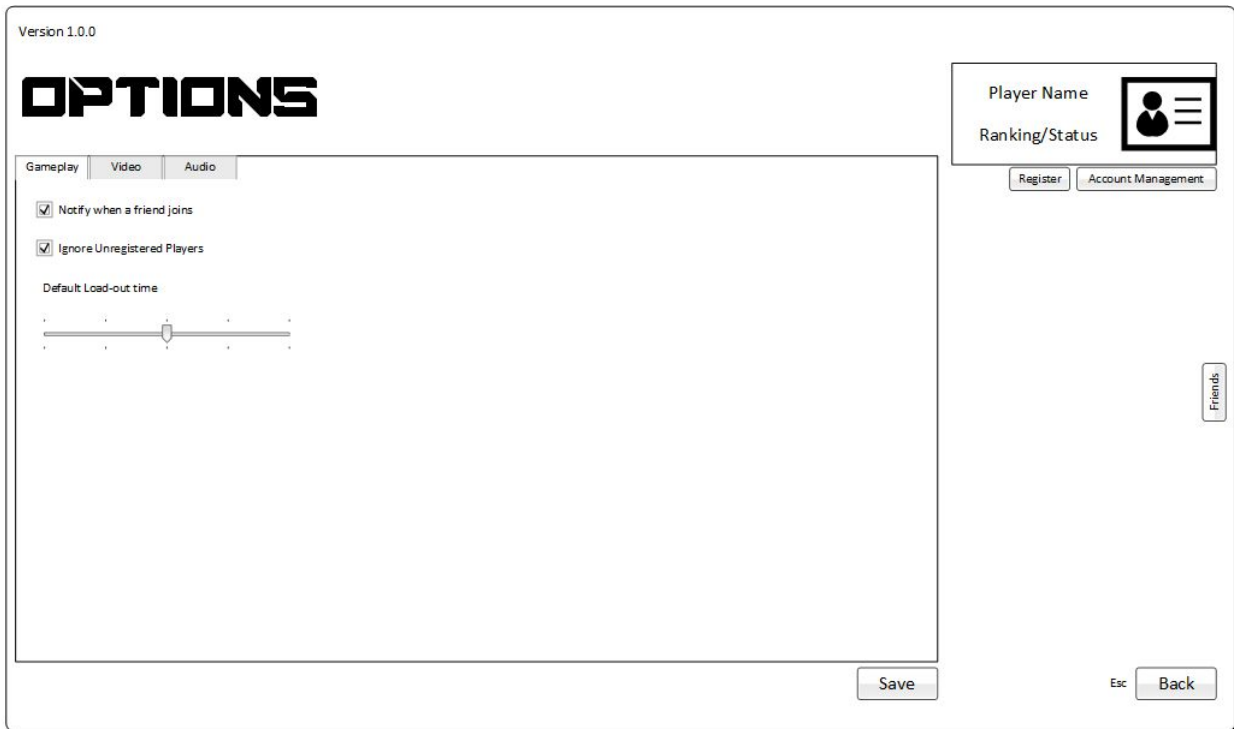 Version 1.0.0
OPTIONS
Player Name
Ranking/Status
Register
Account Management
Gameplay
Video
Audio
Notify when a friend joins
Ignore Unregistered Players
Default Load-out time
Friends
Save
Esc
Back